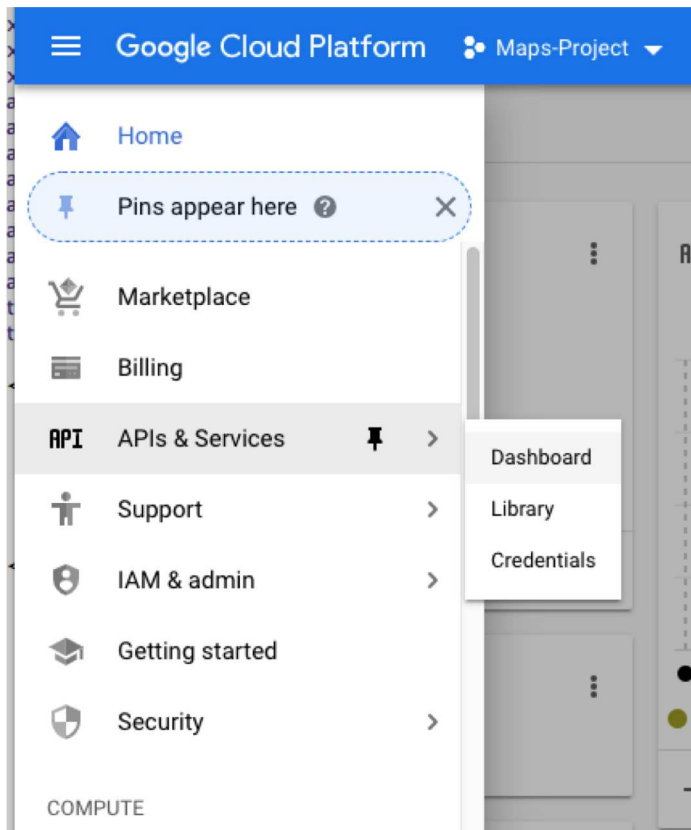 Google Cloud Platform Maps-Project
Home
Pins appear here
Marketplace
Billing
API APIs & Services
Dashboard
Library
Credentials
Support
IAM & admin
Getting started
Security
COMPUTE